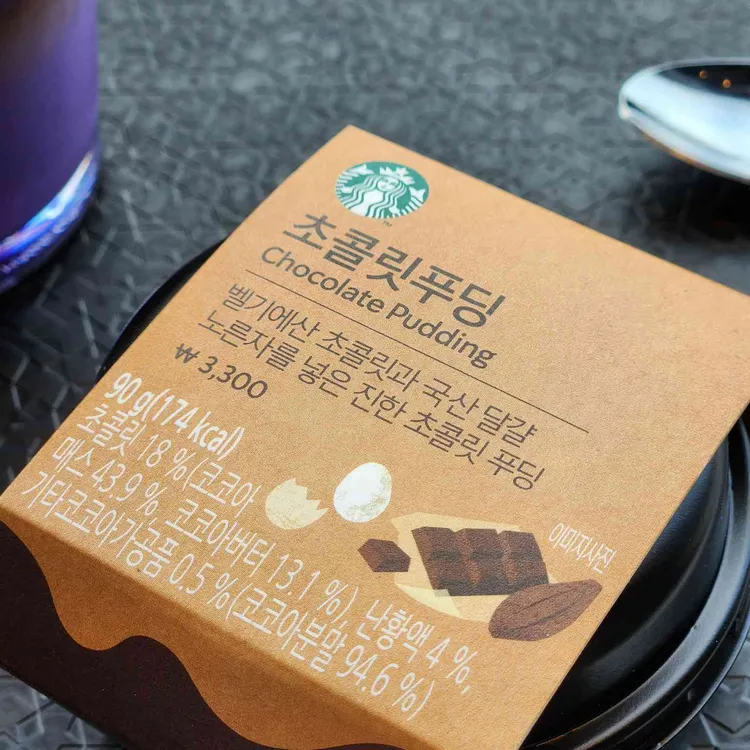 초콜릿푸딩
Chocolate Pudding
벨기에산 초콜릿과 국산 달걀
노른자를 넣은 진한 초콜릿 푸딩
₩ 3,300
90 g(174 kcal)
초콜릿 18 %(코코아
매스 43.9 %, 코코아버터 13.1 %), 난황액 4 %,
기타코코아가공품 0.5 %(코코아분말 94.6 %)
이미지사진